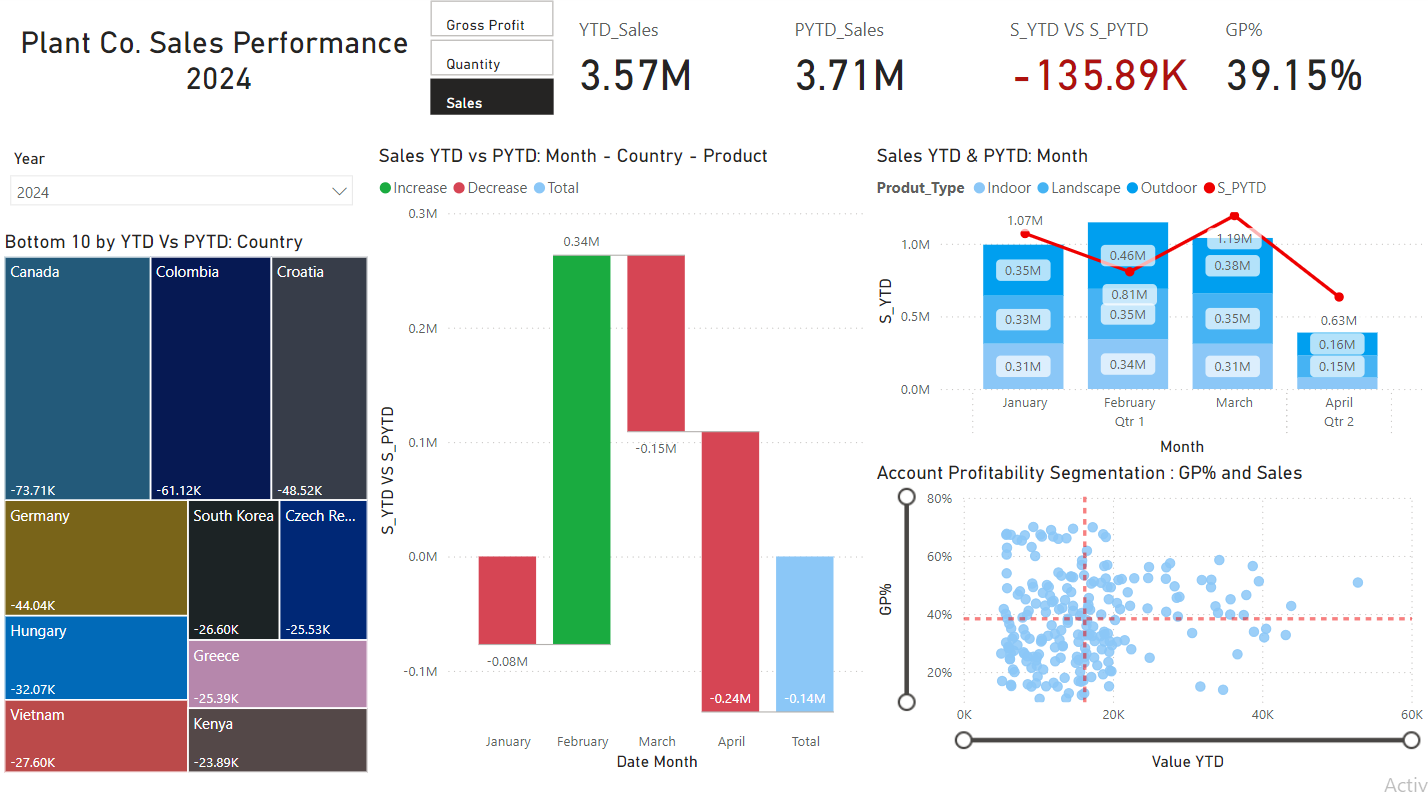 Plant Co. Sales Performance
2024
Gross Profit
Quantity
Sales
YTD_Sales
3.57M
PYTD_Sales
3.71M
S_YTD VS S_PYTD
-135.89K
GP%
39.15%
Year
2024
Bottom 10 by YTD Vs PYTD: Country
Canada
-73.71K
Colombia
-61.12K
Croatia
-48.52K
Germany
-44.04K
South Korea
-26.60K
Czech Re...
-25.53K
Hungary
-32.07K
Greece
-25.39K
Vietnam
-27.60K
Kenya
-23.89K
Sales YTD vs PYTD: Month - Country - Product
Increase Decrease Total
S_YTD VS S_PYTD
0.3M
0.2M
0.1M
0.0M
-0.1M
-0.08M
0.34M
-0.15M
-0.24M
-0.14M
January February March April Total
Date Month
Sales YTD & PYTD: Month
Produt_Type Indoor Landscape Outdoor S_PYTD
S_YTD
1.0M
0.5M
0.0M
1.07M
0.35M
0.33M
0.31M
0.46M
0.81M
0.35M
0.34M
1.19M
0.38M
0.35M
0.31M
0.63M
0.16M
0.15M
January February March April
Qtr 1 Qtr 2
Month
Account Profitability Segmentation : GP% and Sales
GP%
80%
60%
40%
20%
0K 20K 40K 60K
Value YTD
Activ